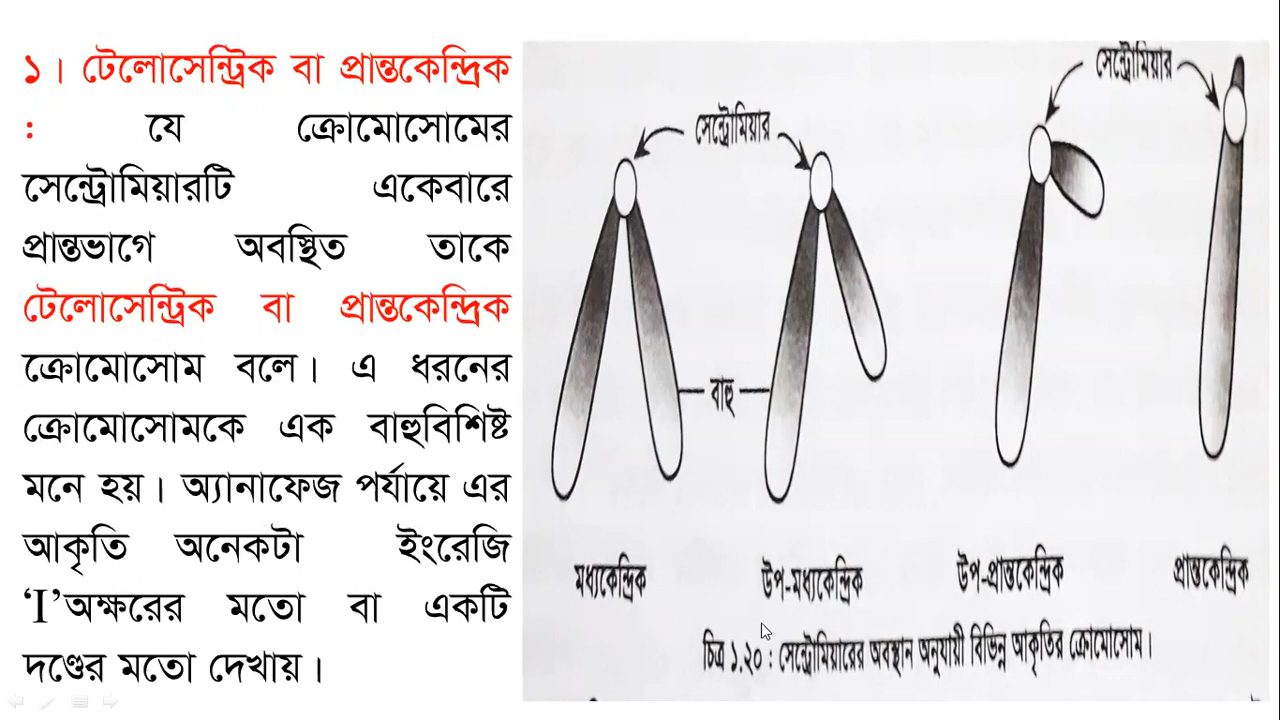 ১। টেলোসেন্ট্রিক বা প্রান্তকেন্দ্রিক
: যে ক্রোমোসোমের
সেন্ট্রোমিয়ারটি একেবারে
প্রান্তভাগে অবস্থিত তাকে
টেলোসেন্ট্রিক বা প্রান্তকেন্দ্রিক
ক্রোমোসোম বলে। এ ধরনের
ক্রোমোসোমকে এক বাহুবিশিষ্ট
মনে হয়। অ্যানাফেজ পর্যায়ে এর
আকৃতি অনেকটা ইংরেজি
‘I’অক্ষরের মতো বা একটি
দণ্ডের মতো দেখায়।
সেন্ট্রোমিয়ার
সেন্ট্রোমিয়ার
বাহু
মধ্যকেন্দ্রিক
উপ-মধ্যকেন্দ্রিক
উপ-প্রান্তকেন্দ্রিক
প্রান্তকেন্দ্রিক
চিত্র ১.২০ : সেন্ট্রোমিয়ারের অবস্থান অনুযায়ী বিভিন্ন আকৃতির ক্রোমোসোম।